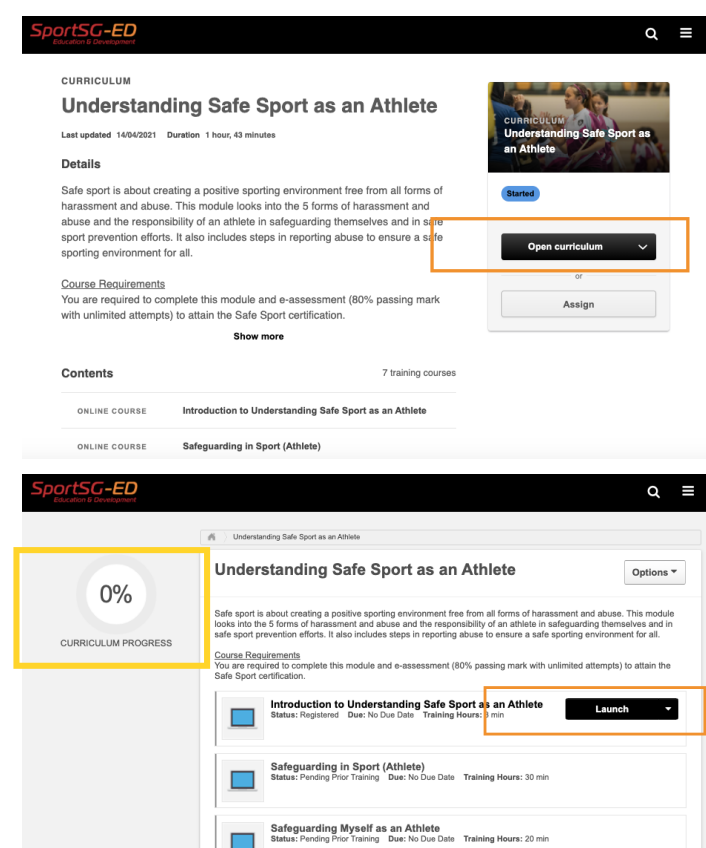 SportSG-ED
Education & Development
CURRICULUM
Understanding Safe Sport as an Athlete
Last updated 14/04/2021 Duration 1 hour, 43 minutes
Details
Safe sport is about creating a positive sporting environment free from all forms of
harassment and abuse. This module looks into the 5 forms of harassment and
abuse and the responsibility of an athlete in safeguarding themselves and in safe
sport prevention efforts. It also includes steps in reporting abuse to ensure a safe
sporting environment for all.
Course Requirements
You are required to complete this module and e-assessment (80% passing mark
with unlimited attempts) to attain the Safe Sport certification.
Show more
Contents
7 training courses
ONLINE COURSE Introduction to Understanding Safe Sport as an Athlete
ONLINE COURSE Safeguarding in Sport (Athlete)
CURRICULUM
Understanding Safe Sport as
an Athlete
Started
Open curriculum
or
Assign
SportSG-ED
Education & Development
Understanding Safe Sport as an Athlete
0%
CURRICULUM PROGRESS
Understanding Safe Sport as an Athlete
Options
Safe sport is about creating a positive sporting environment free from all forms of harassment and abuse. This module
looks into the 5 forms of harassment and abuse and the responsibility of an athlete in safeguarding themselves and in
safe sport prevention efforts. It also includes steps in reporting abuse to ensure a safe sporting environment for all.
Course Requirements
You are required to complete this module and e-assessment (80% passing mark with unlimited attempts) to attain the
Safe Sport certification.
Introduction to Understanding Safe Sport as an Athlete
Status: Registered Due: No Due Date Training Hours: min
Launch
Safeguarding in Sport (Athlete)
Status: Pending Prior Training Due: No Due Date Training Hours: 30 min
Safeguarding Myself as an Athlete
Status: Pending Prior Training Due: No Due Date Training Hours: 20 min